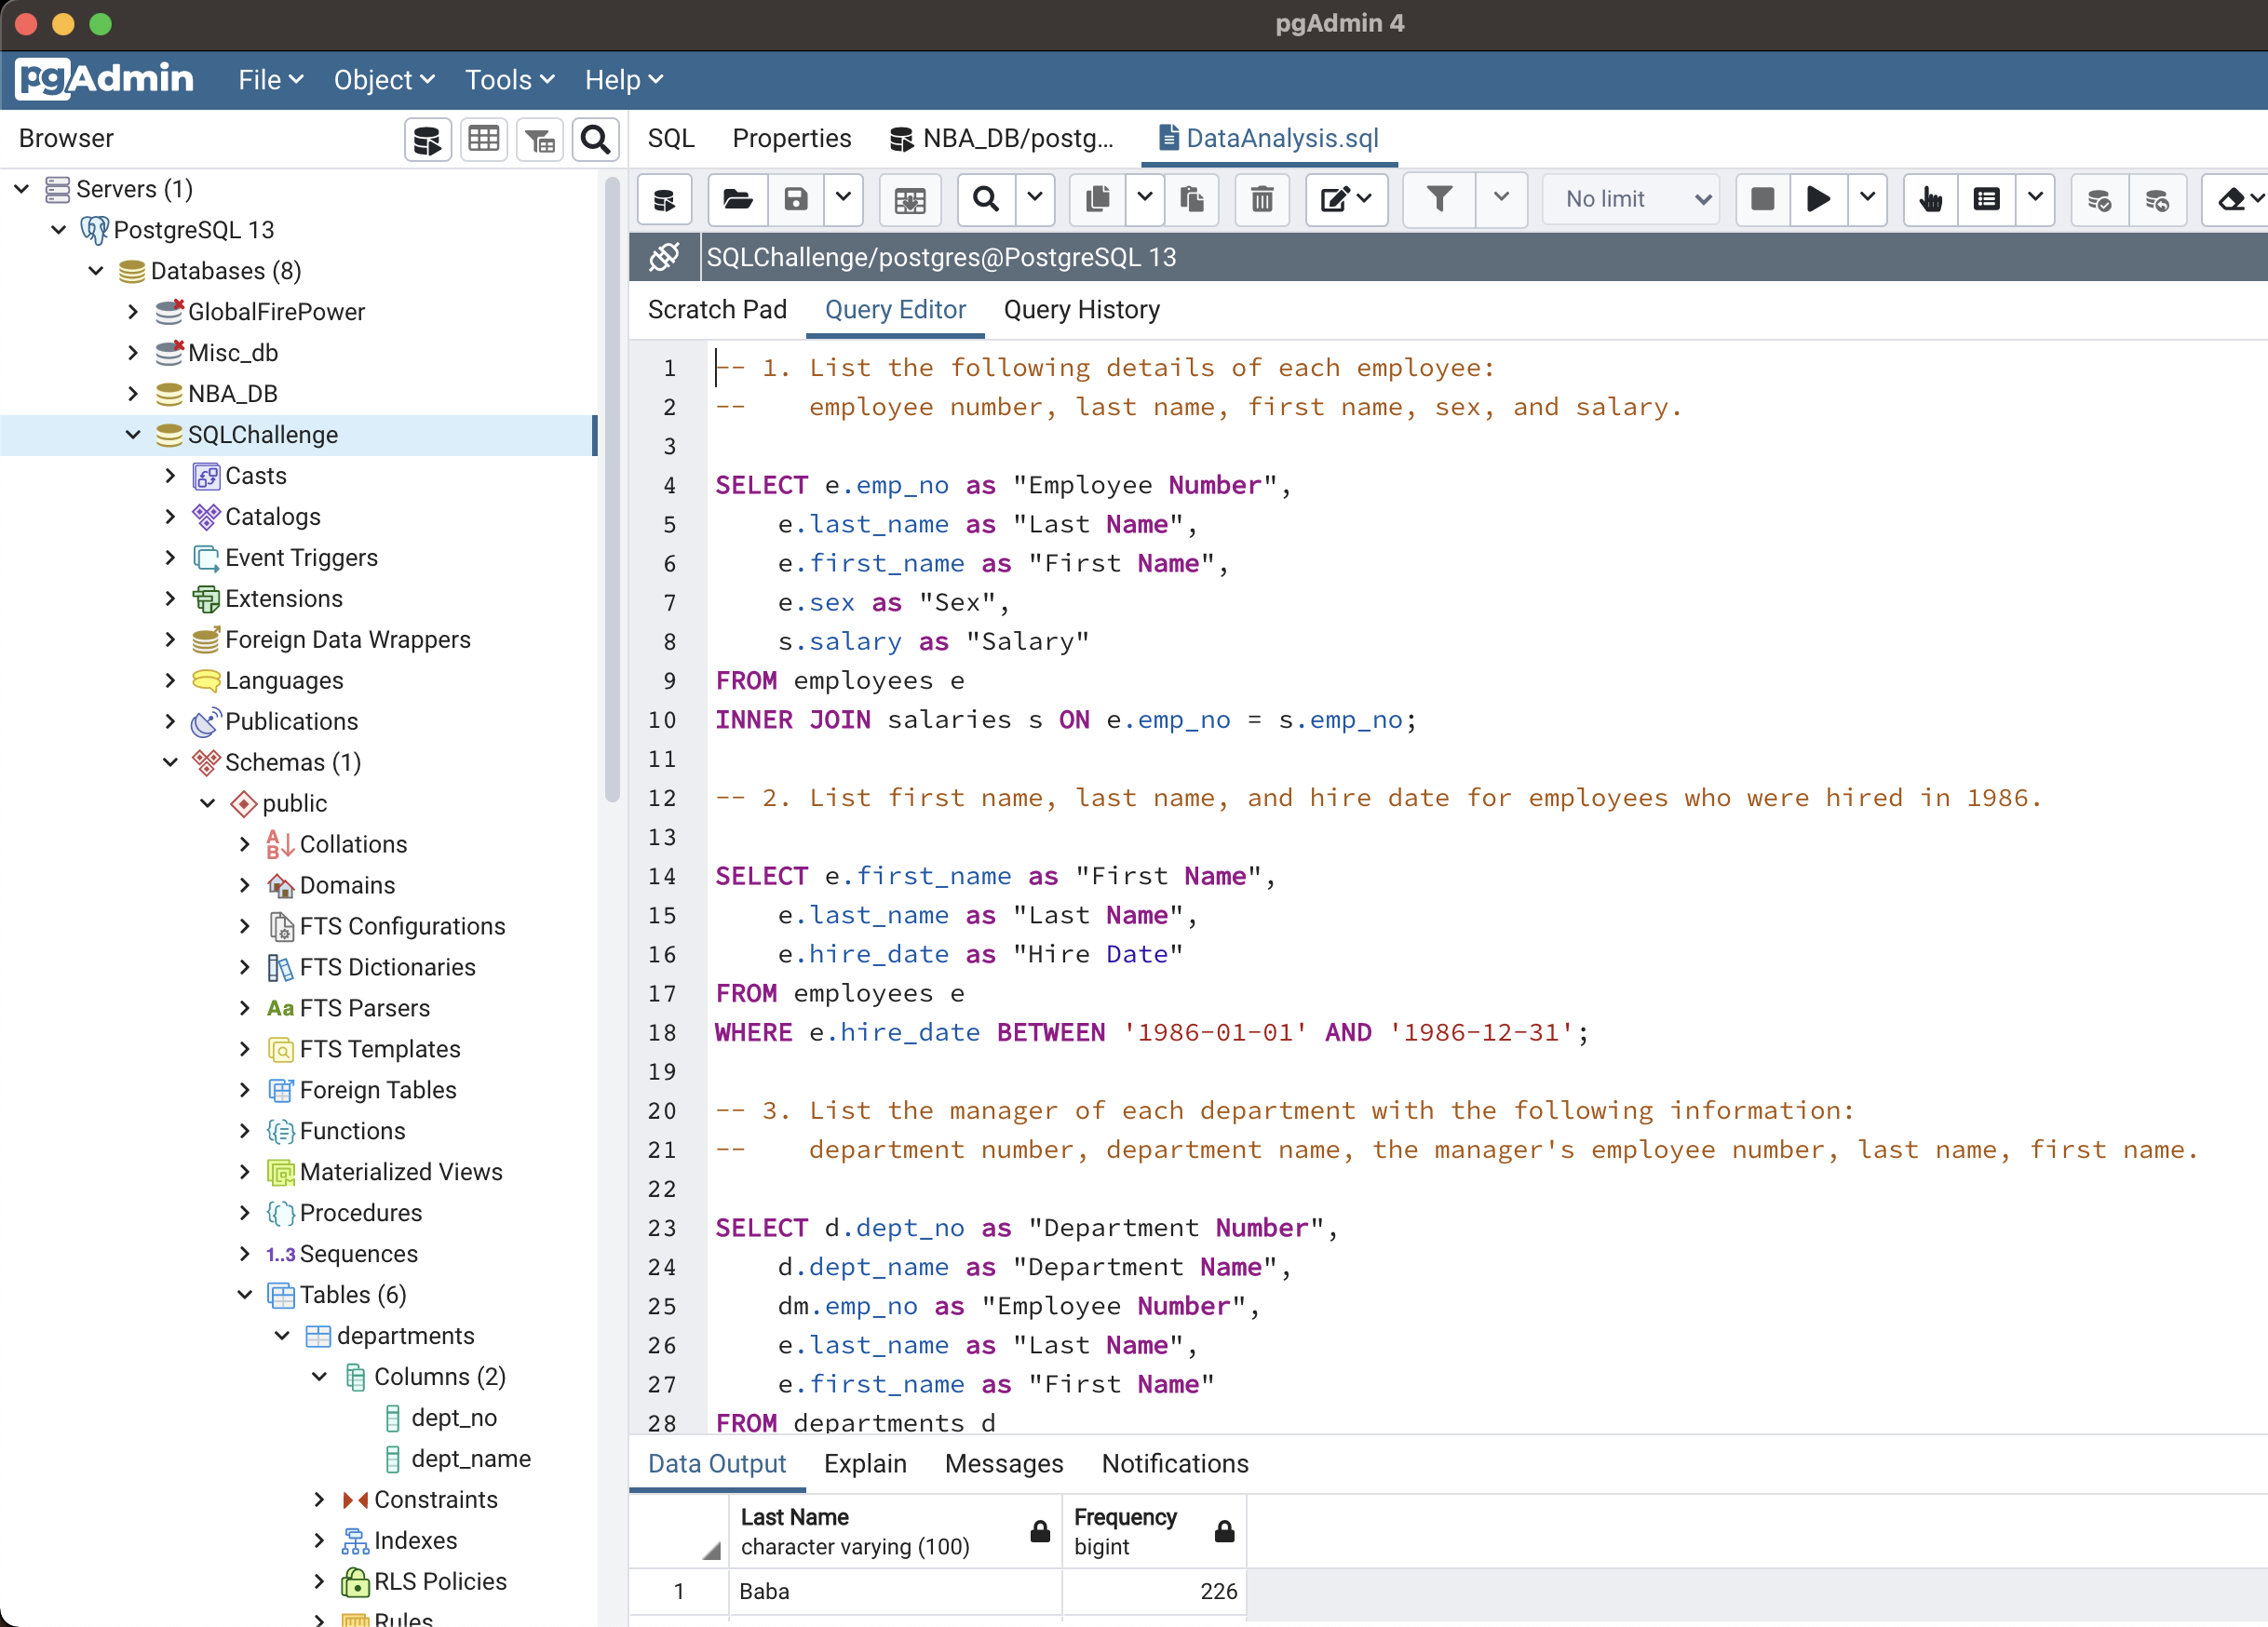 pgAdmin 4
pgAdmin File Object Tools Help
Browser
SQL Properties NBA_DB/postg... DataAnalysis.sql
No limit
SQLChallenge/postgres@PostgreSQL 13
Scratch Pad Query Editor Query History
Servers (1)
PostgreSQL 13
Databases (8)
GlobalFirePower
Misc_db
NBA_DB
SQLChallenge
Casts
Catalogs
Event Triggers
Extensions
Foreign Data Wrappers
Languages
Publications
Schemas (1)
public
Collations
Domains
FTS Configurations
FTS Dictionaries
Aa FTS Parsers
FTS Templates
Foreign Tables
Functions
Materialized Views
Procedures
1..3 Sequences
Tables (6)
departments
Columns (2)
dept_no
dept_name
Constraints
Indexes
RLS Policies
Rules
1 -- 1. List the following details of each employee:
2 --    employee number, last name, first name, sex, and salary.
3
4 SELECT e.emp_no as "Employee Number",
5     e.last_name as "Last Name",
6     e.first_name as "First Name",
7     e.sex as "Sex",
8     s.salary as "Salary"
9 FROM employees e
10 INNER JOIN salaries s ON e.emp_no = s.emp_no;
11
12 -- 2. List first name, last name, and hire date for employees who were hired in 1986.
13
14 SELECT e.first_name as "First Name",
15     e.last_name as "Last Name",
16     e.hire_date as "Hire Date"
17 FROM employees e
18 WHERE e.hire_date BETWEEN '1986-01-01' AND '1986-12-31';
19
20 -- 3. List the manager of each department with the following information:
21 --    department number, department name, the manager's employee number, last name, first name.
22
23 SELECT d.dept_no as "Department Number",
24     d.dept_name as "Department Name",
25     dm.emp_no as "Employee Number",
26     e.last_name as "Last Name",
27     e.first_name as "First Name"
28 FROM departments d
Data Output Explain Messages Notifications
Last Name Frequency
character varying (100) bigint
1 Baba 226